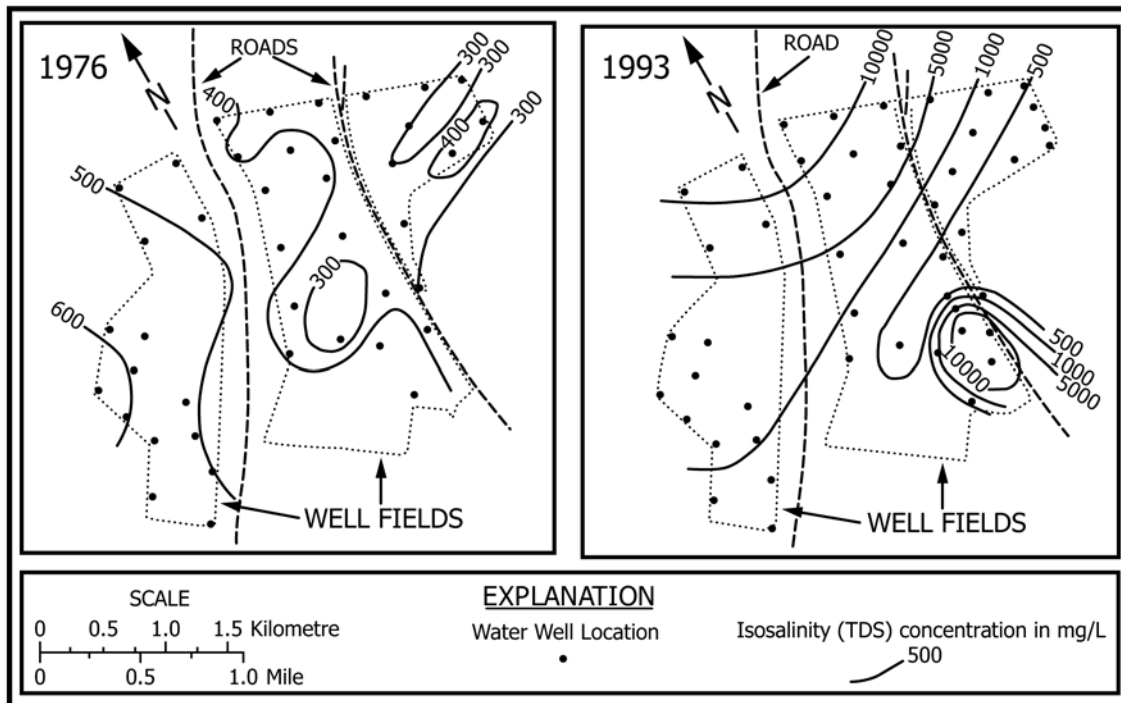 1976
N
ROADS
300
300
300
400
400
500
300
600
WELL FIELDS
1993
N
ROAD
10000
5000
1000
500
500
1000
5000
10000
WELL FIELDS
SCALE
0 0.5 1.0 1.5 Kilometre
0 0.5 1.0 Mile
EXPLANATION
Water Well Location
Isosalinity (TDS) concentration in mg/L
500